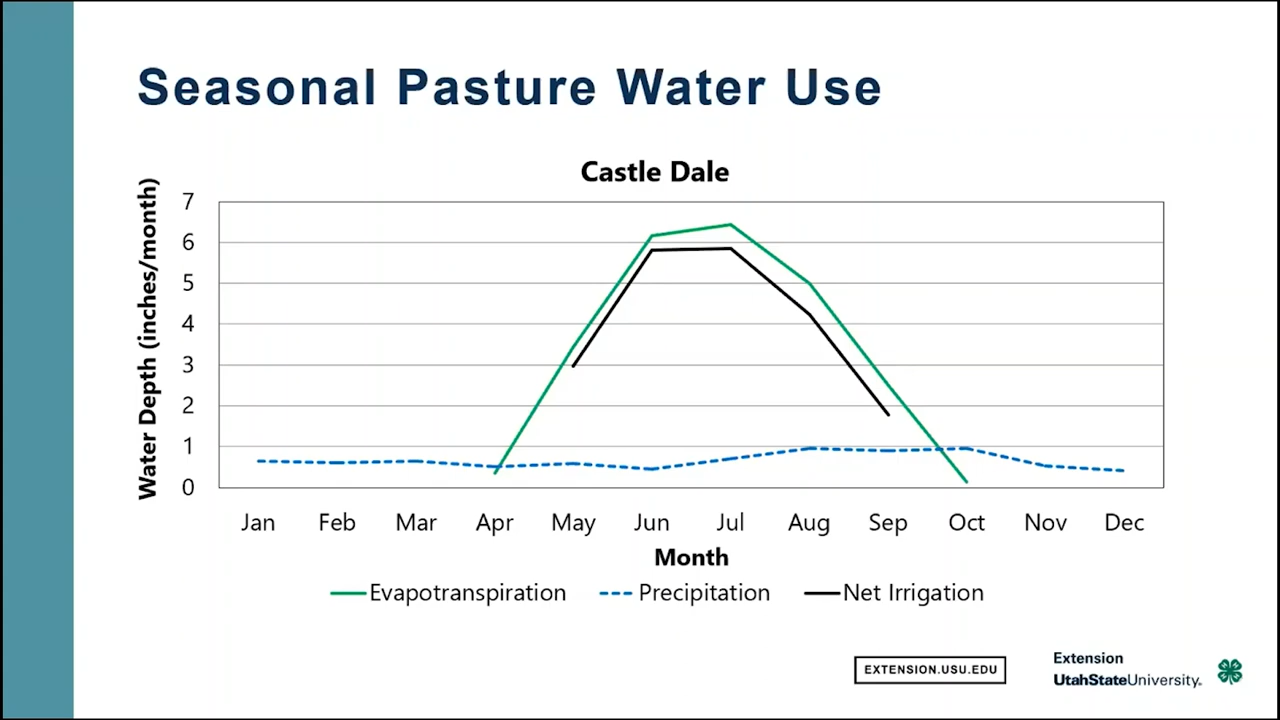 Seasonal Pasture Water Use
Castle Dale
Water Depth (inches/month)
7
6
5
4
3
2
1
0
Jan Feb Mar Apr May Jun Jul Aug Sep Oct Nov Dec
Month
Evapotranspiration Precipitation Net Irrigation
EXTENSION.USU.EDU
Extension
UtahStateUniversity.